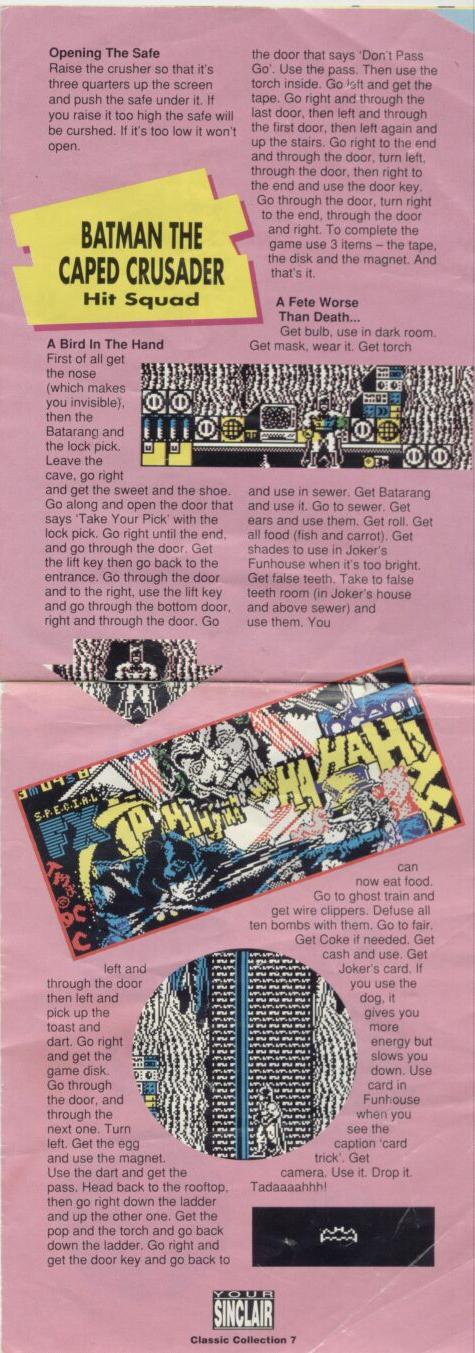 Opening The Safe
Raise the crusher so that it's
three quarters up the screen
and push the safe under it. If
you raise it too high the safe will
be curshed. If it's too low it won't
open.
BATMAN THE
CAPED CRUSADER
Hit Squad
A Bird In The Hand
First of all get
the nose
(which makes
you invisible),
then the
Batarang and
the lock pick.
Leave the
cave, go right
and get the sweet and the shoe.
Go along and open the door that
says 'Take Your Pick' with the
lock pick. Go right until the end,
and go through the door. Get
the lift key then go back to the
entrance. Go through the door
and to the right, use the lift key
and go through the bottom door,
right and through the door. Go
left and
through the door
then left and
pick up the
toast and
dart. Go right
and get the
game disk.
Go through
the door, and
through the
next one. Turn
left. Get the egg
and use the magnet.
Use the dart and get the
pass. Head back to the rooftop,
then go right down the ladder
and up the other one. Get the
pop and the torch and go back
down the ladder. Go right and
get the door key and go back to
the door that says 'Don't Pass
Go'. Use the pass. Then use the
torch inside. Go left and get the
tape. Go right and through the
last door, then left and through
the first door, then left again and
up the stairs. Go right to the end
and through the door, turn left,
through the door, then right to
the end and use the door key.
Go through the door, turn right
to the end, through the door
and right. To complete the
game use 3 items – the tape,
the disk and the magnet. And
that's it.
A Fete Worse
Than Death...
Get bulb, use in dark room.
Get mask, wear it. Get torch
and use in sewer. Get Batarang
and use it. Go to sewer. Get
ears and use them. Get roll. Get
all food (fish and carrot). Get
shades to use in Joker's
Funhouse when it's too bright.
Get false teeth. Take to false
teeth room (in Joker's house
and above sewer) and
use them. You
can
now eat food.
Go to ghost train and
get wire clippers. Defuse all
ten bombs with them. Go to fair.
Get Coke if needed. Get
cash and use. Get
Joker's card. If
you use the
dog, it
gives you
more
energy but
slows you
down. Use
card in
Funhouse
when you
see the
caption 'card
trick'. Get
camera. Use it. Drop it.
Tadaaaahhh!
S.P.E.C.I.A.L
FX
YOUR
SINCLAIR
Classic Collection 7